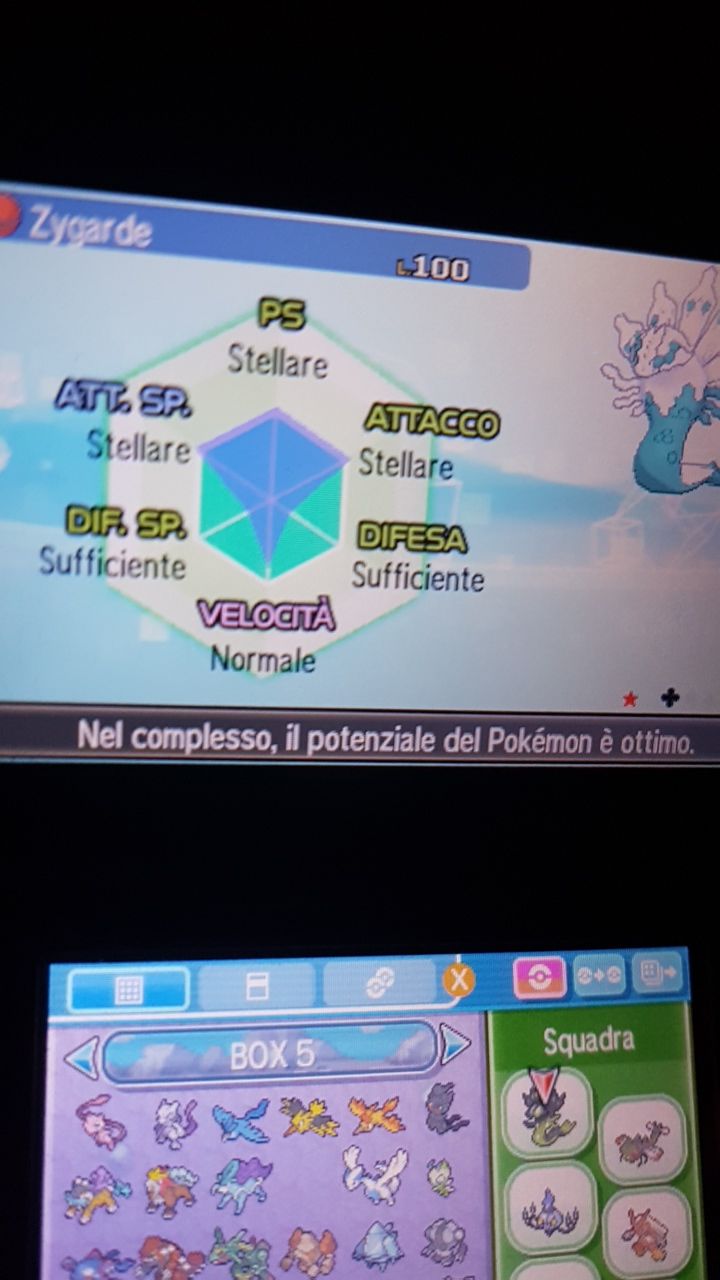 Zygarde
L.100
PS
Stellare
ATT. SP.
Stellare
ATTACCO
Stellare
DIF. SP.
Sufficiente
DIFESA
Sufficiente
VELOCITÀ
Normale
Nel complesso, il potenziale del Pokémon è ottimo.
X
BOX 5
Squadra